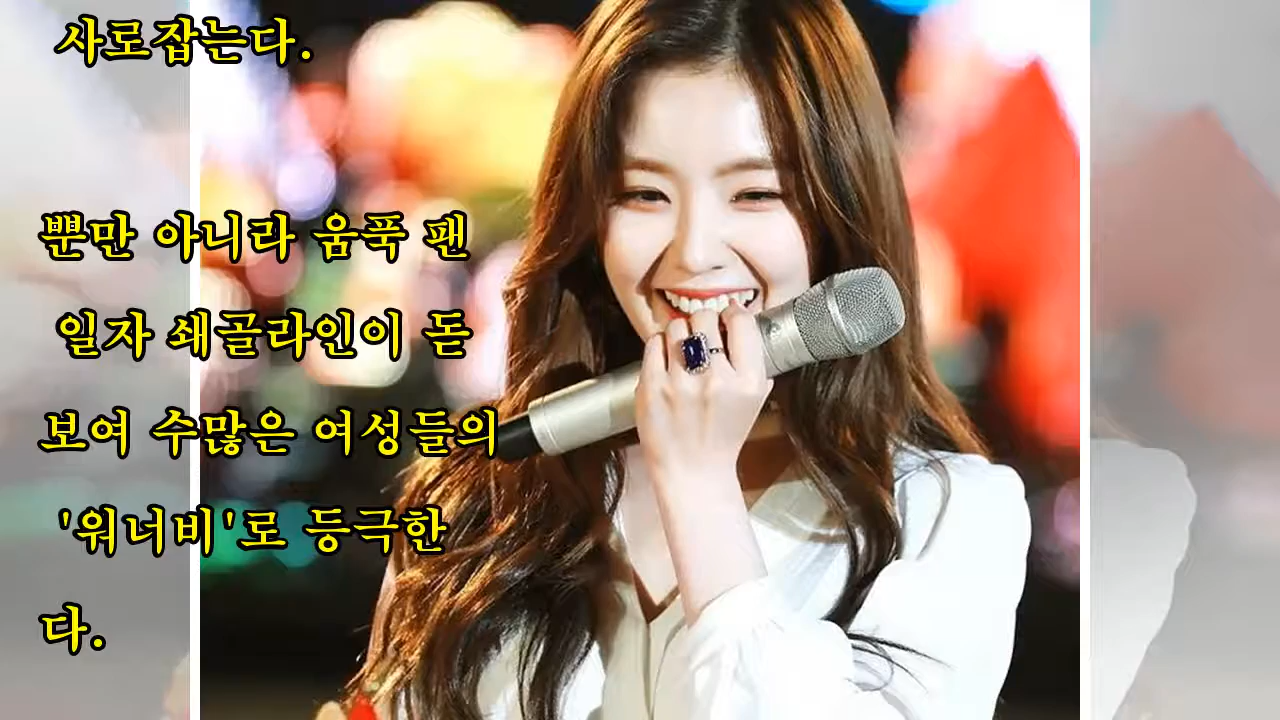 사로잡는다.
뿐만 아니라 움푹 팬
일자 쇄골라인이 돋
보여 수많은 여성들의
'워너비'로 등극한
다.